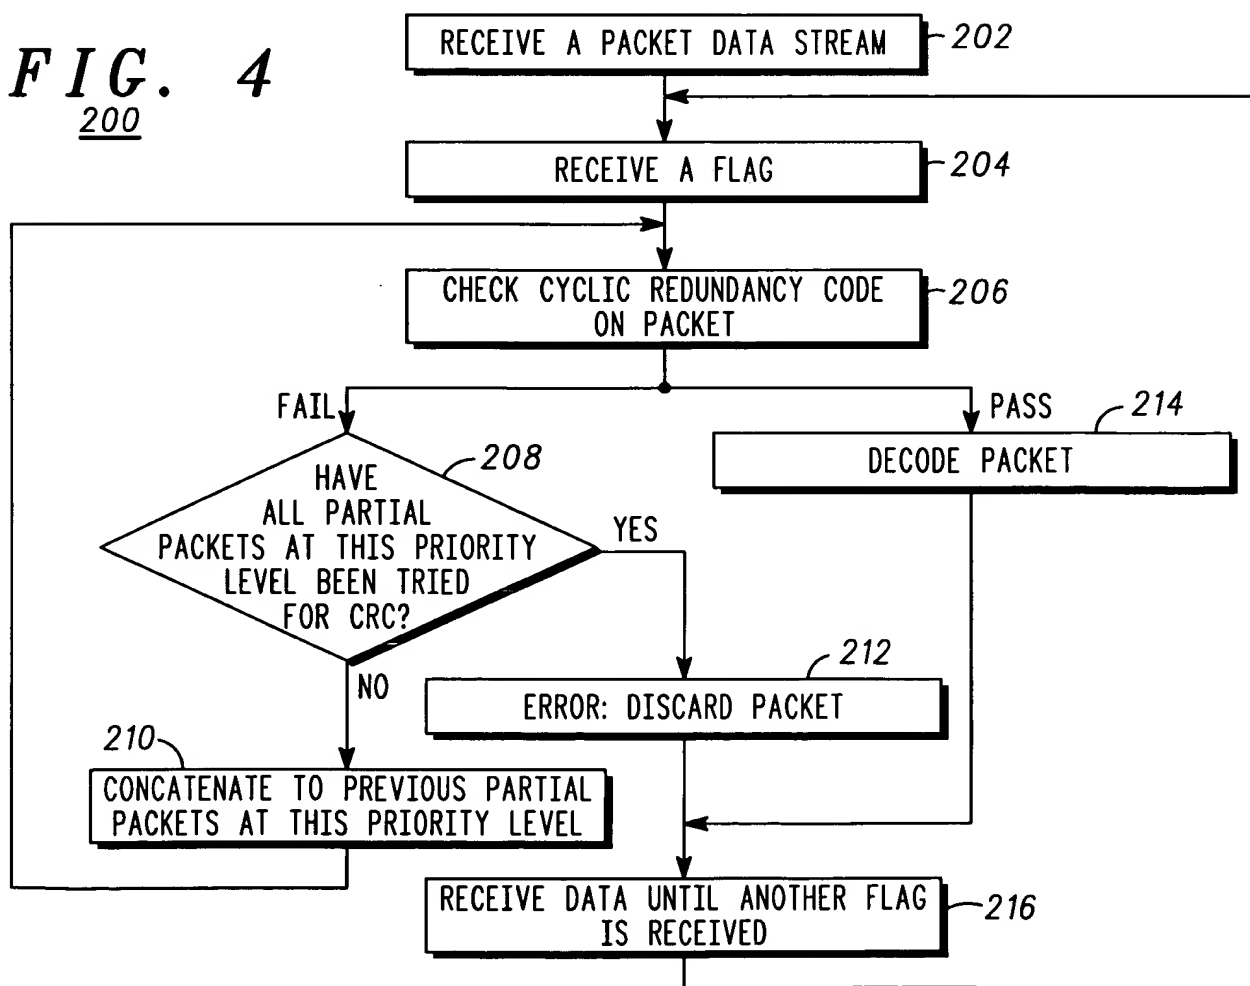 FIG. 4
200
RECEIVE A PACKET DATA STREAM
202
RECEIVE A FLAG
204
CHECK CYCLIC REDUNDANCY CODE
ON PACKET
206
FAIL
PASS
214
DECODE PACKET
208
HAVE
ALL PARTIAL
PACKETS AT THIS PRIORITY
LEVEL BEEN TRIED
FOR CRC?
YES
NO
212
ERROR: DISCARD PACKET
210
CONCATENATE TO PREVIOUS PARTIAL
PACKETS AT THIS PRIORITY LEVEL
RECEIVE DATA UNTIL ANOTHER FLAG
IS RECEIVED
216